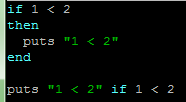 if 1 < 2
then
  puts "1 < 2"
end

puts "1 < 2" if 1 < 2